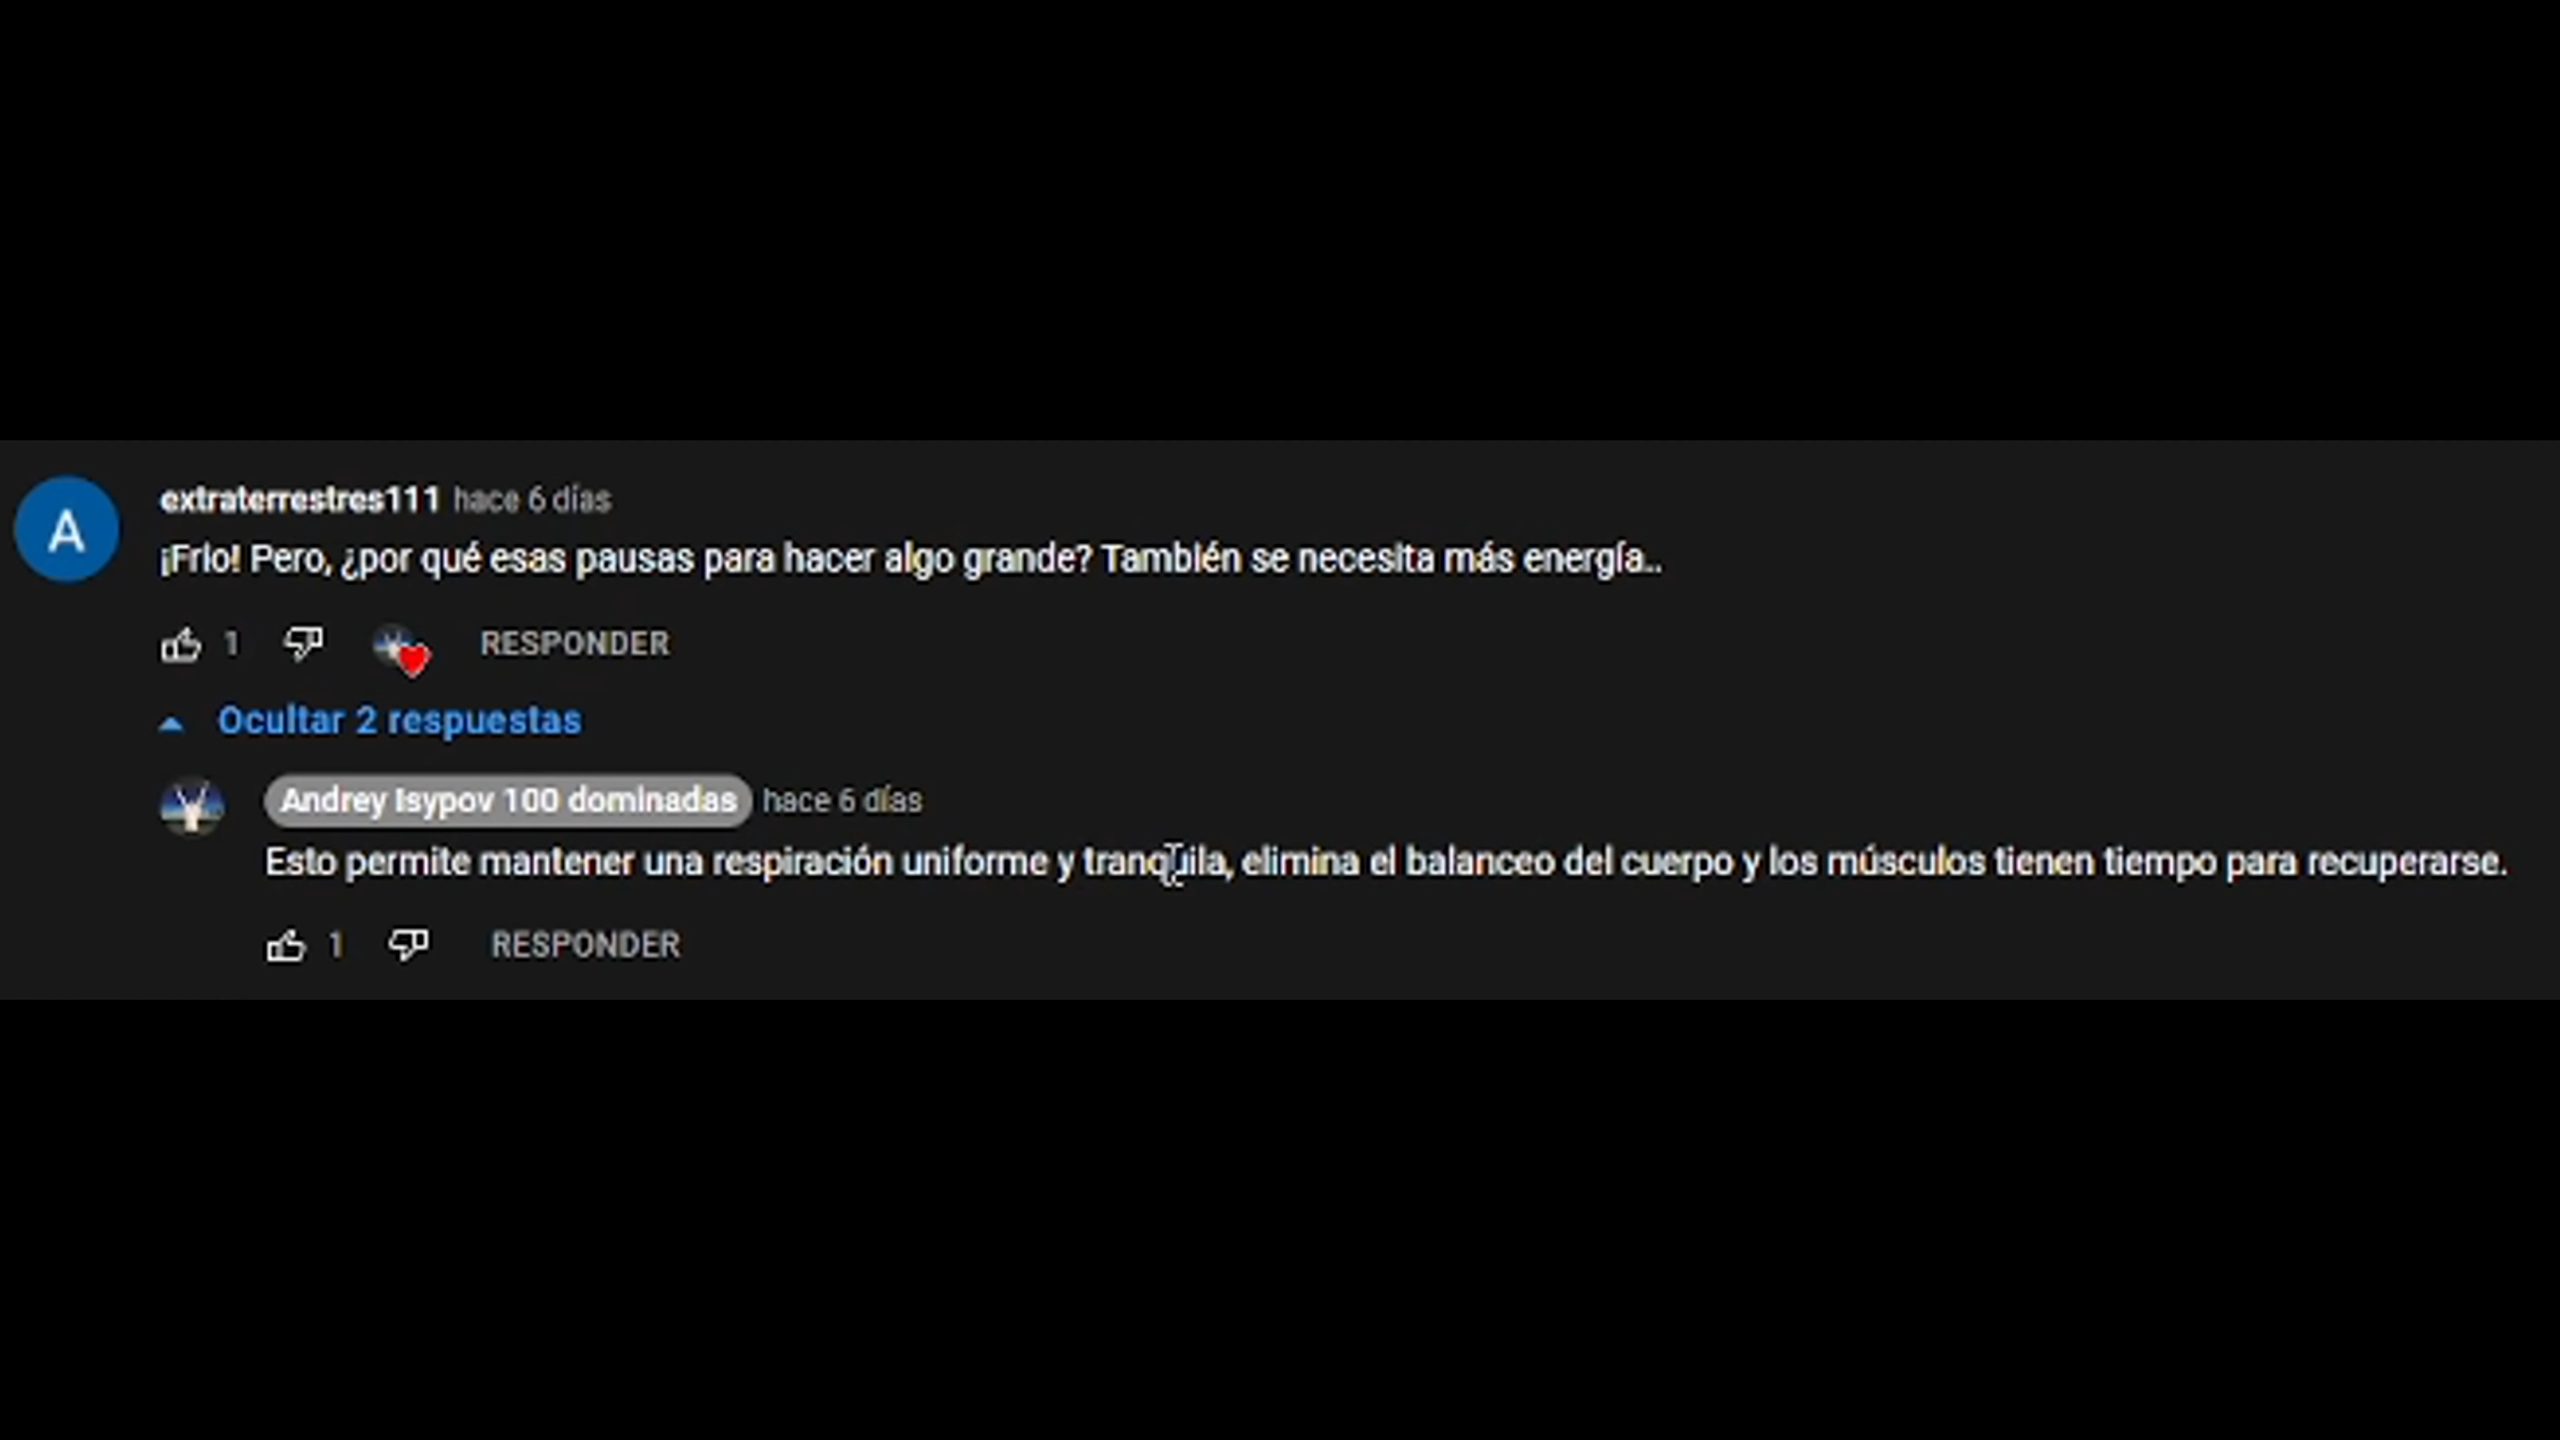 A
extraterrestres111 hace 6 días
¡Frío! Pero, ¿por qué esas pausas para hacer algo grande? También se necesita más energía..
1 RESPONDER
Ocultar 2 respuestas
Andrey Isypov 100 dominadas hace 6 días
Esto permite mantener una respiración uniforme y tranquila, elimina el balanceo del cuerpo y los músculos tienen tiempo para recuperarse.
1 RESPONDER